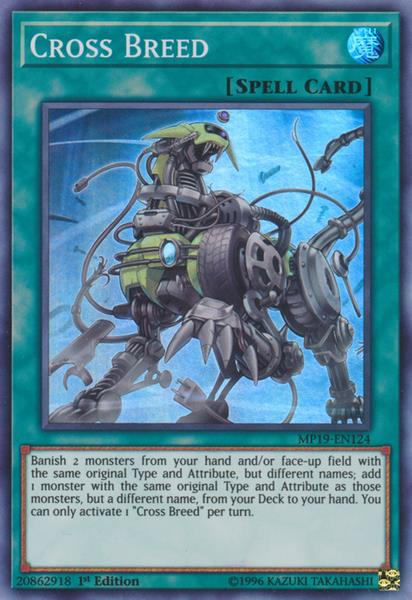 CROSS BREED
魔
[SPELL CARD]
MP19-EN124
Banish 2 monsters from your hand and/or face-up field with
the same original Type and Attribute, but different names; add
1 monster with the same original Type and Attribute as those
monsters, but a different name, from your Deck to your hand. You
can only activate 1 "Cross Breed" per turn.
20862918 1st Edition ©1996 KAZUKI TAKAHASHI